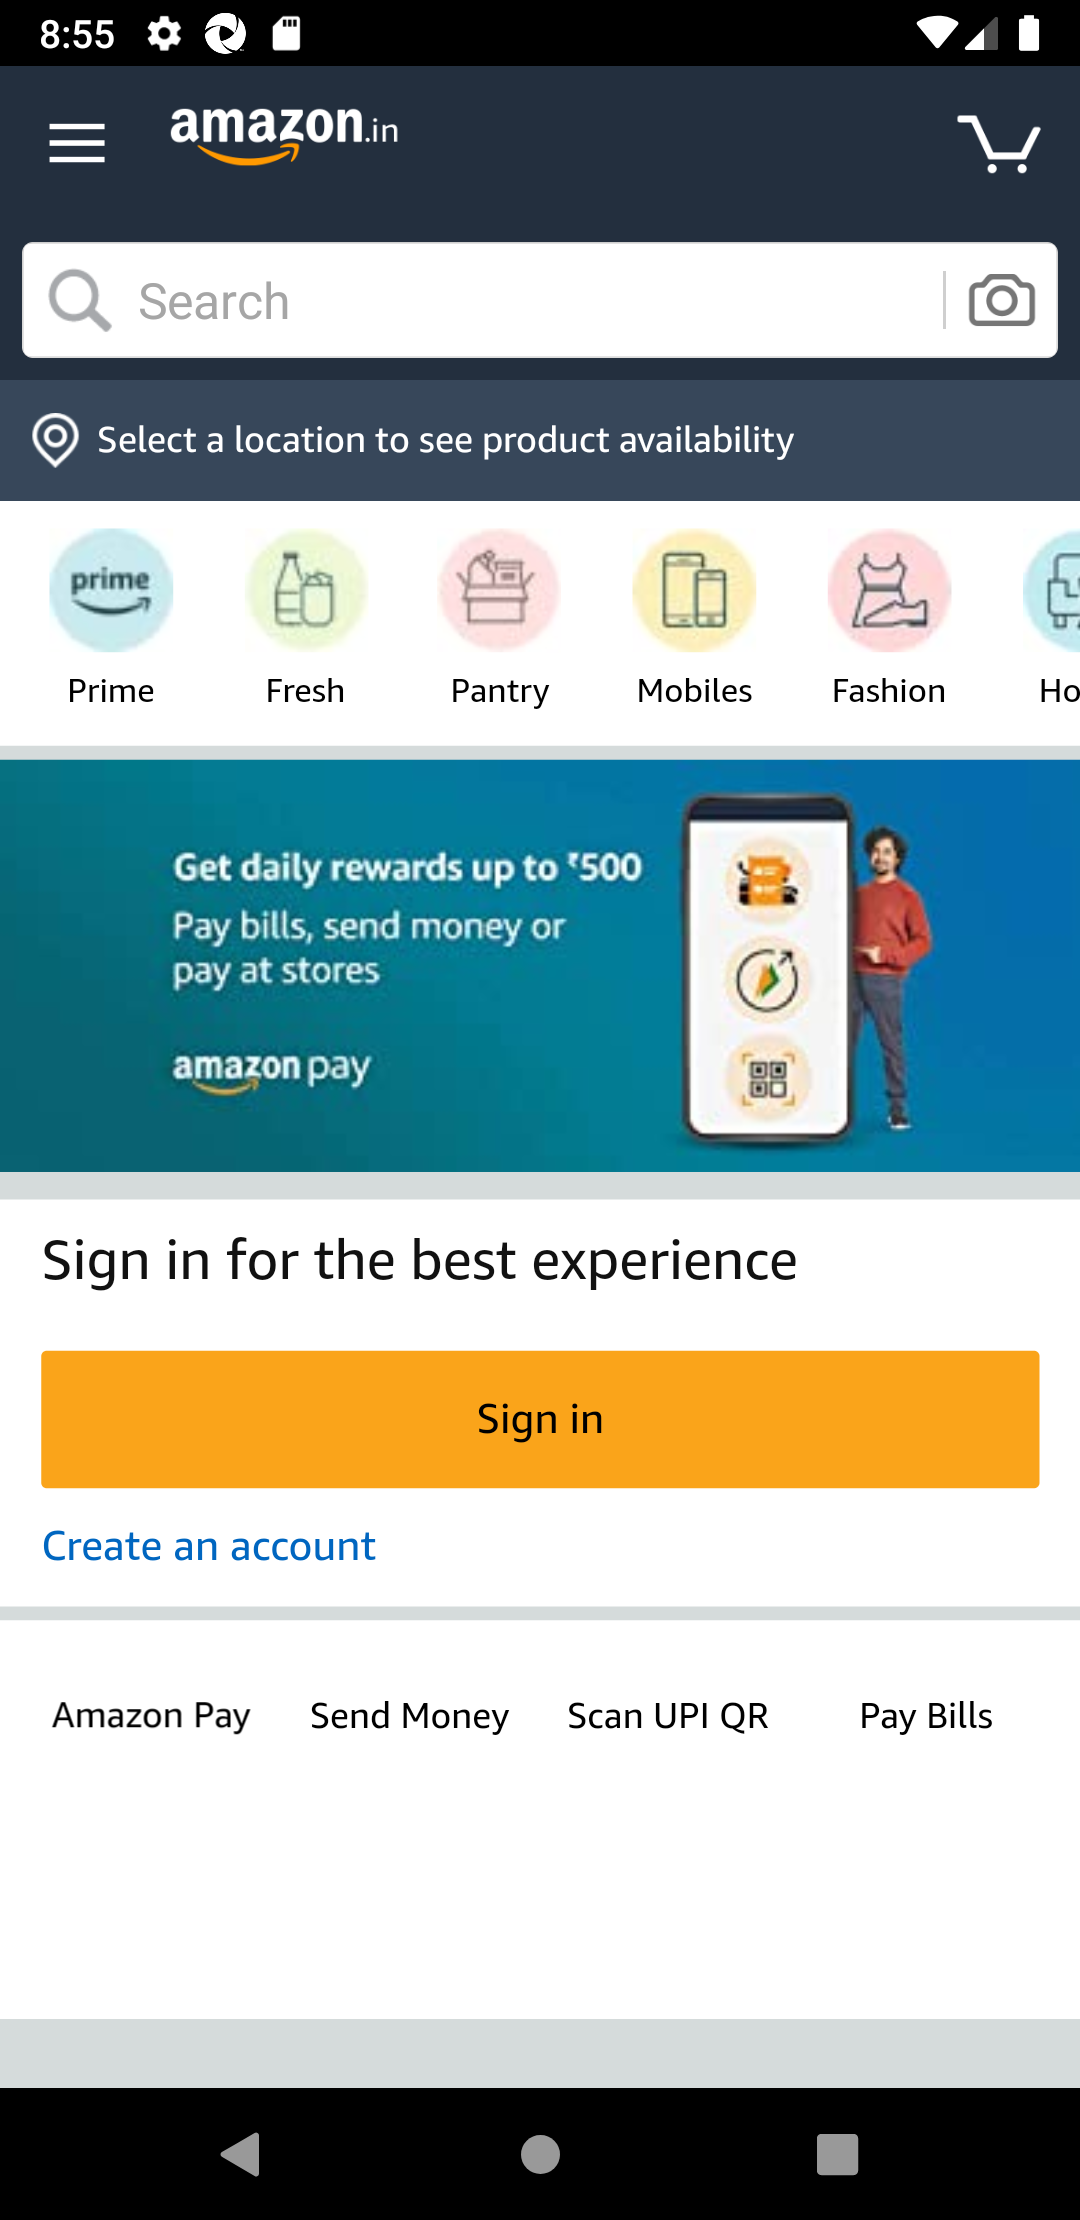 8:55
amazon.in
Search
Select a location to see product availability
prime
Prime
Fresh
Pantry
Mobiles
Fashion
Ho
Get daily rewards up to ₹500
Pay bills, send money or
pay at stores
amazon pay
Sign in for the best experience
Sign in
Create an account
Amazon Pay
Send Money
Scan UPI QR
Pay Bills